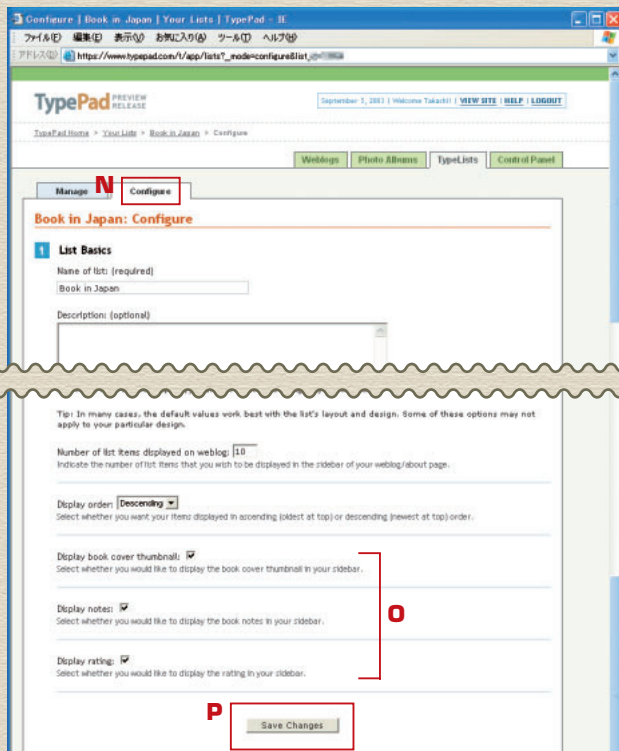 Configure | Book in Japan | Your Lists | TypePad - IE
ファイル(F) 編集(E) 表示(V) お気に入り(A) ツール(T) ヘルプ(H)
アドレス(D) https://www.typepad.com/t/app/lists?_mode=configure&list_
TypePad PREVIEW RELEASE
September 3, 2003 | Welcome Takashi! | VIEW SITE | HELP | LOGOUT
TypePad Home > Your Lists > Book in Japan > Configure
Weblogs Photo Albums TypeLists Control Panel
Manage N Configure
Book in Japan: Configure
1 List Basics
Name of list: (required)
Book in Japan
Description: (optional)
Tip: In many cases, the default values work best with the list's layout and design. Some of these options may not
apply to your particular design.
Number of list items displayed on weblog: 10
Indicate the number of list items that you wish to be displayed in the sidebar of your weblog/about page.
Display order: Descending
Select whether you want your items displayed in ascending (oldest at top) or descending (newest at top) order.
Display book cover thumbnail:
Select whether you would like to display the book cover thumbnail in your sidebar.
Display notes:
Select whether you would like to display the book notes in your sidebar.
O
Display rating:
Select whether you would like to display the rating in your sidebar.
P
Save Changes